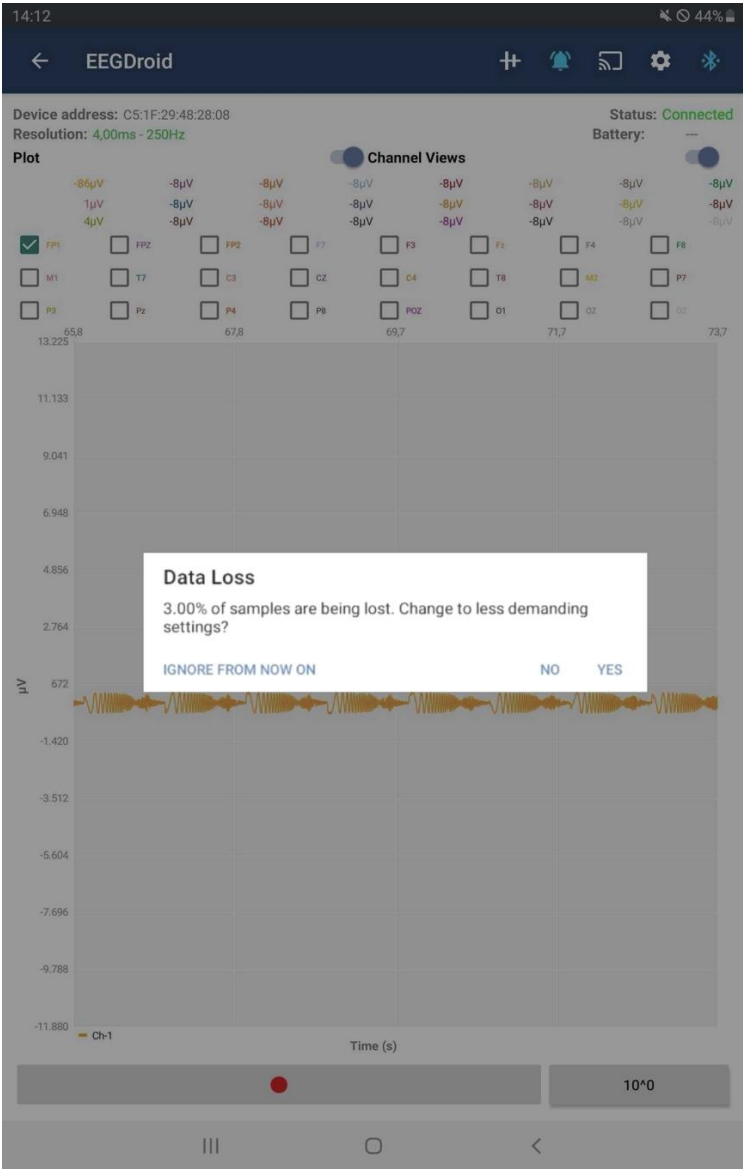 14:12 44%
EEGDroid
Device address: C5:1F:29:48:28:08 Status: Connected
Resolution: 4,00ms - 250Hz Battery: ---
Plot Channel Views
-86µV -8µV -8µV -8µV -8µV -8µV -8µV -8µV
1µV -8µV -8µV -8µV -8µV -8µV -8µV -8µV
4µV -8µV -8µV -8µV -8µV -8µV -8µV -8µV
FP1 FPZ FP2 F7 F3 Fz F4 F8
M1 T7 C3 CZ C4 T8 M2 P7
P3 Pz P4 P8 POZ O1 OZ O2
65,8 67,8 69,7 71,7 73,7
13.225
11.133
9.041
6.948
4.856
Data Loss
3.00% of samples are being lost. Change to less demanding
settings?
2.764
IGNORE FROM NOW ON NO YES
µV
672
-1.420
-3.512
-5.604
-7.696
-9.788
-11.880
Ch-1
Time (s)
10^0